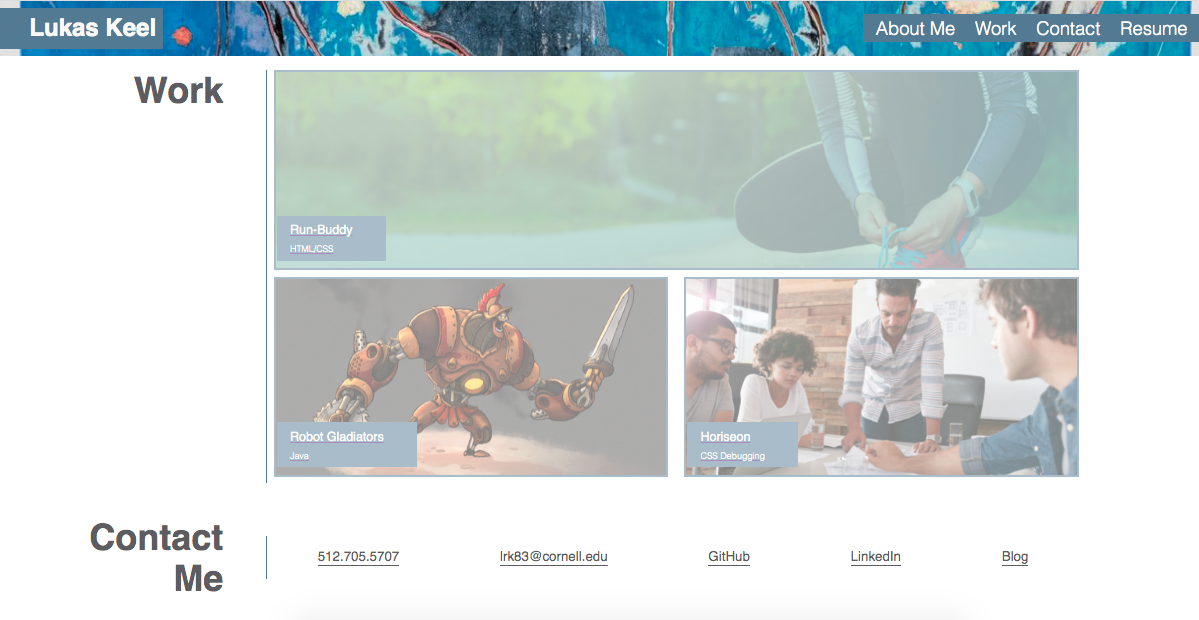 Lukas Keel
About Me Work Contact Resume
Work
Run-Buddy
HTML/CSS
Robot Gladiators
Java
Horiseon
CSS Debugging
Contact
Me
512.705.5707 lrk83@cornell.edu GitHub LinkedIn Blog